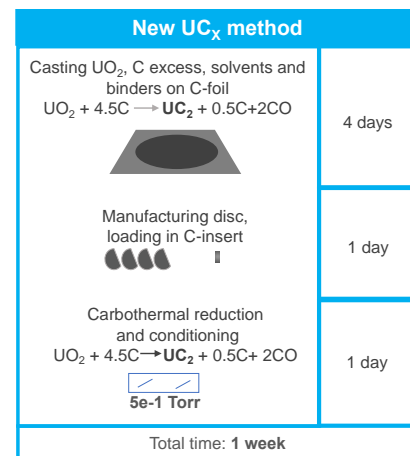 New UCₓ method
Casting UO₂, C excess, solvents and
binders on C-foil
UO₂ + 4.5C → UC₂ + 0.5C+2CO
4 days
Manufacturing disc,
loading in C-insert
1 day
Carbothermal reduction
and conditioning
UO₂ + 4.5C→UC₂ + 0.5C+ 2CO
5e-1 Torr
1 day
Total time: 1 week